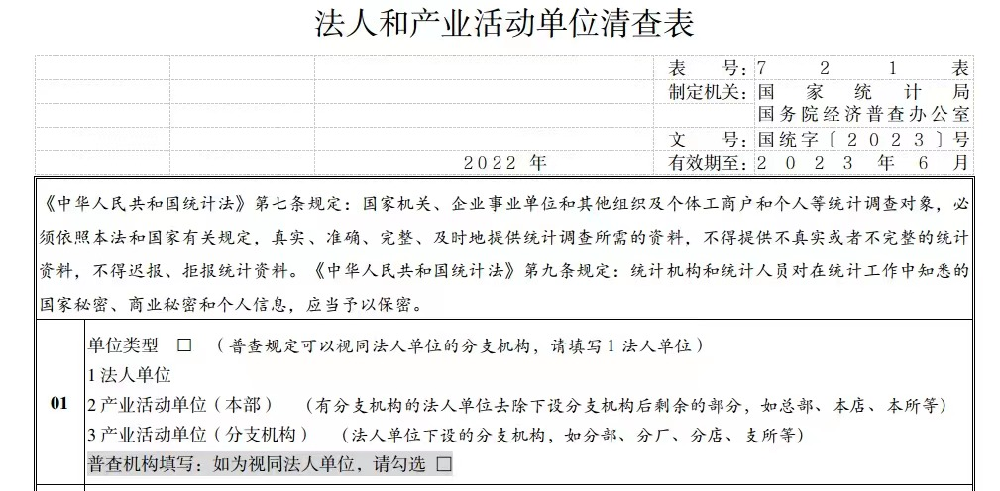 法人和产业活动单位清查表
表 号：7 2 1 表
制定机关：国 家 统 计 局
国务院经济普查办公室
文 号：国统字〔２０２３〕号
2022 年 有效期至：２ ０ ２ ３ 年 6 月
《中华人民共和国统计法》第七条规定：国家机关、企业事业单位和其他组织及个体工商户和个人等统计调查对象，必
须依照本法和国家有关规定，真实、准确、完整、及时地提供统计调查所需的资料，不得提供不真实或者不完整的统计
资料，不得迟报、拒报统计资料。《中华人民共和国统计法》第九条规定：统计机构和统计人员对在统计工作中知悉的
国家秘密、商业秘密和个人信息，应当予以保密。
单位类型 □ （普查规定可以视同法人单位的分支机构，请填写 1 法人单位）
1 法人单位
01 2 产业活动单位（本部） （有分支机构的法人单位去除下设分支机构后剩余的部分，如总部、本店、本所等）
3 产业活动单位（分支机构） （法人单位下设的分支机构，如分部、分厂、分店、支所等）
普查机构填写：如为视同法人单位，请勾选 □